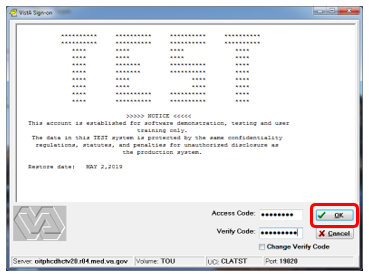 VistA Sign-on
********** ********** ********** **********
********** ********** ********** **********
**** **** **** ****
**** **** **** ****
**** ******* ********** ****
**** ******* ********** ****
**** **** **** ****
**** **** **** ****
**** ********** ********** ****
**** ********** ********** ****
>>>>> NOTICE <<<<<
This account is established for software demonstration, testing and user
training only.
The data in this TEST system is protected by the same confidentiality
regulations, statutes, and penalties for unauthorized disclosure as
the production system.
Restore date: MAY 2,2019
Access Code: ●●●●●●●● OK
Verify Code: ●●●●●●●●● Cancel
Change Verify Code
Server: oitphcdhctv20.r04.med.va.gov Volume: TOU UCI: CLATST Port: 19020